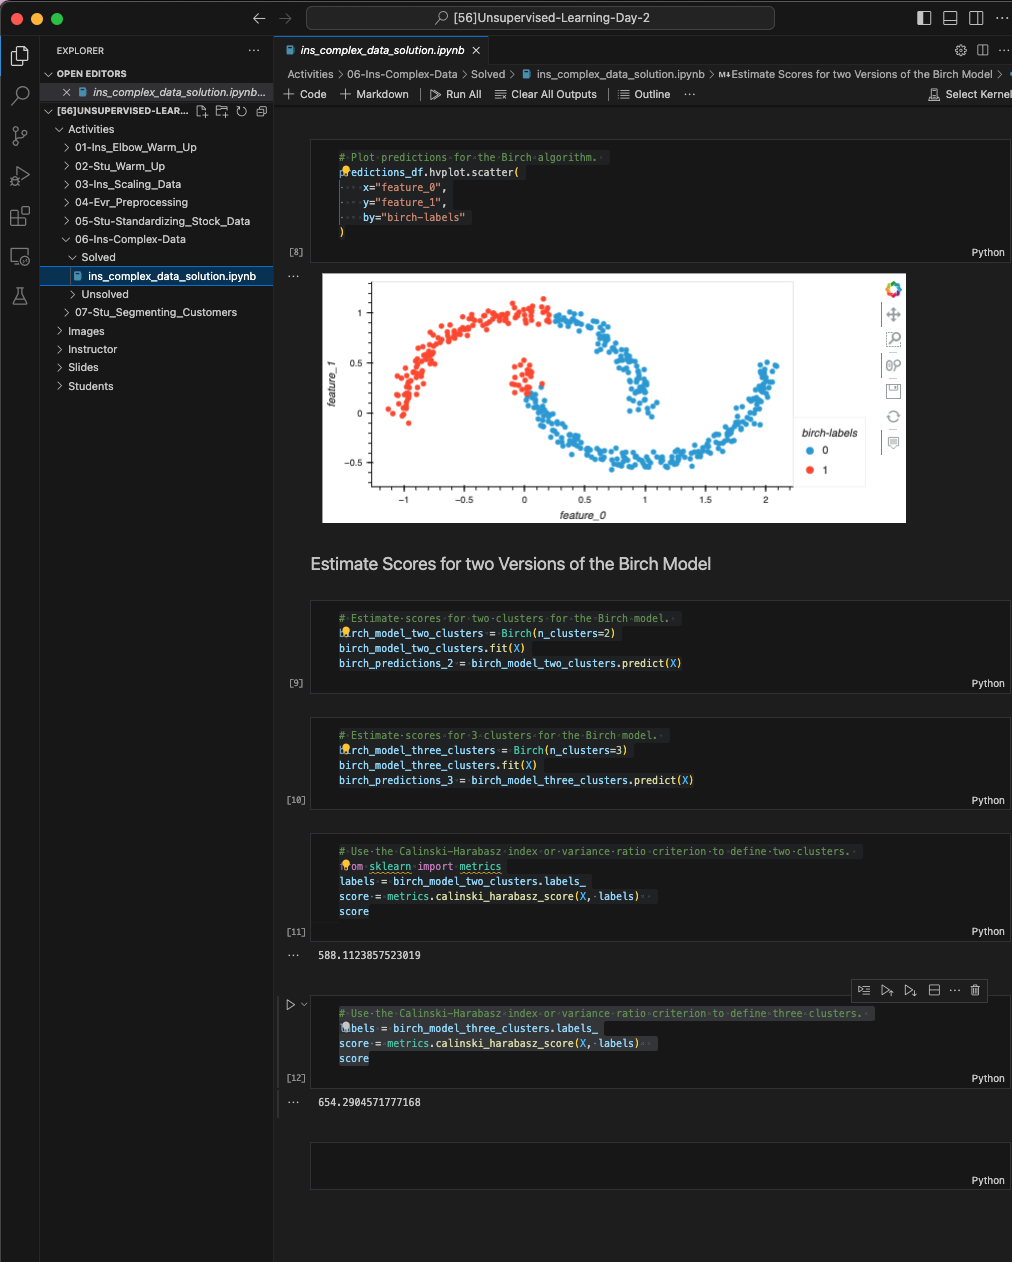 [56]Unsupervised-Learning-Day-2
EXPLORER
OPEN EDITORS
ins_complex_data_solution.ipynb...
[56]UNSUPERVISED-LEAR...
Activities
01-Ins_Elbow_Warm_Up
02-Stu_Warm_Up
03-Ins_Scaling_Data
04-Evr_Preprocessing
05-Stu-Standardizing_Stock_Data
06-Ins-Complex-Data
Solved
ins_complex_data_solution.ipynb
Unsolved
07-Stu_Segmenting_Customers
Images
Instructor
Slides
Students
ins_complex_data_solution.ipynb
Activities > 06-Ins-Complex-Data > Solved > ins_complex_data_solution.ipynb > M↓Estimate Scores for two Versions of the Birch Model >
+ Code + Markdown Run All Clear All Outputs Outline ... Select Kernel
# Plot predictions for the Birch algorithm.
predictions_df.hvplot.scatter(
x="feature_0",
y="feature_1",
by="birch-labels"
)
[8]
Python
1
0.5
0
−0.5
feature_1
−1 −0.5 0 0.5 1 1.5 2
feature_0
birch-labels
0
1
Estimate Scores for two Versions of the Birch Model
# Estimate scores for two clusters for the Birch model.
birch_model_two_clusters = Birch(n_clusters=2)
birch_model_two_clusters.fit(X)
birch_predictions_2 = birch_model_two_clusters.predict(X)
[9]
Python
# Estimate scores for 3 clusters for the Birch model.
birch_model_three_clusters = Birch(n_clusters=3)
birch_model_three_clusters.fit(X)
birch_predictions_3 = birch_model_three_clusters.predict(X)
[10]
Python
# Use the Calinski-Harabasz index or variance ratio criterion to define two clusters.
from sklearn import metrics
labels = birch_model_two_clusters.labels_
score = metrics.calinski_harabasz_score(X, labels)
score
[11]
Python
588.1123857523019
# Use the Calinski-Harabasz index or variance ratio criterion to define three clusters.
labels = birch_model_three_clusters.labels_
score = metrics.calinski_harabasz_score(X, labels)
score
[12]
Python
654.2904571777168
Python